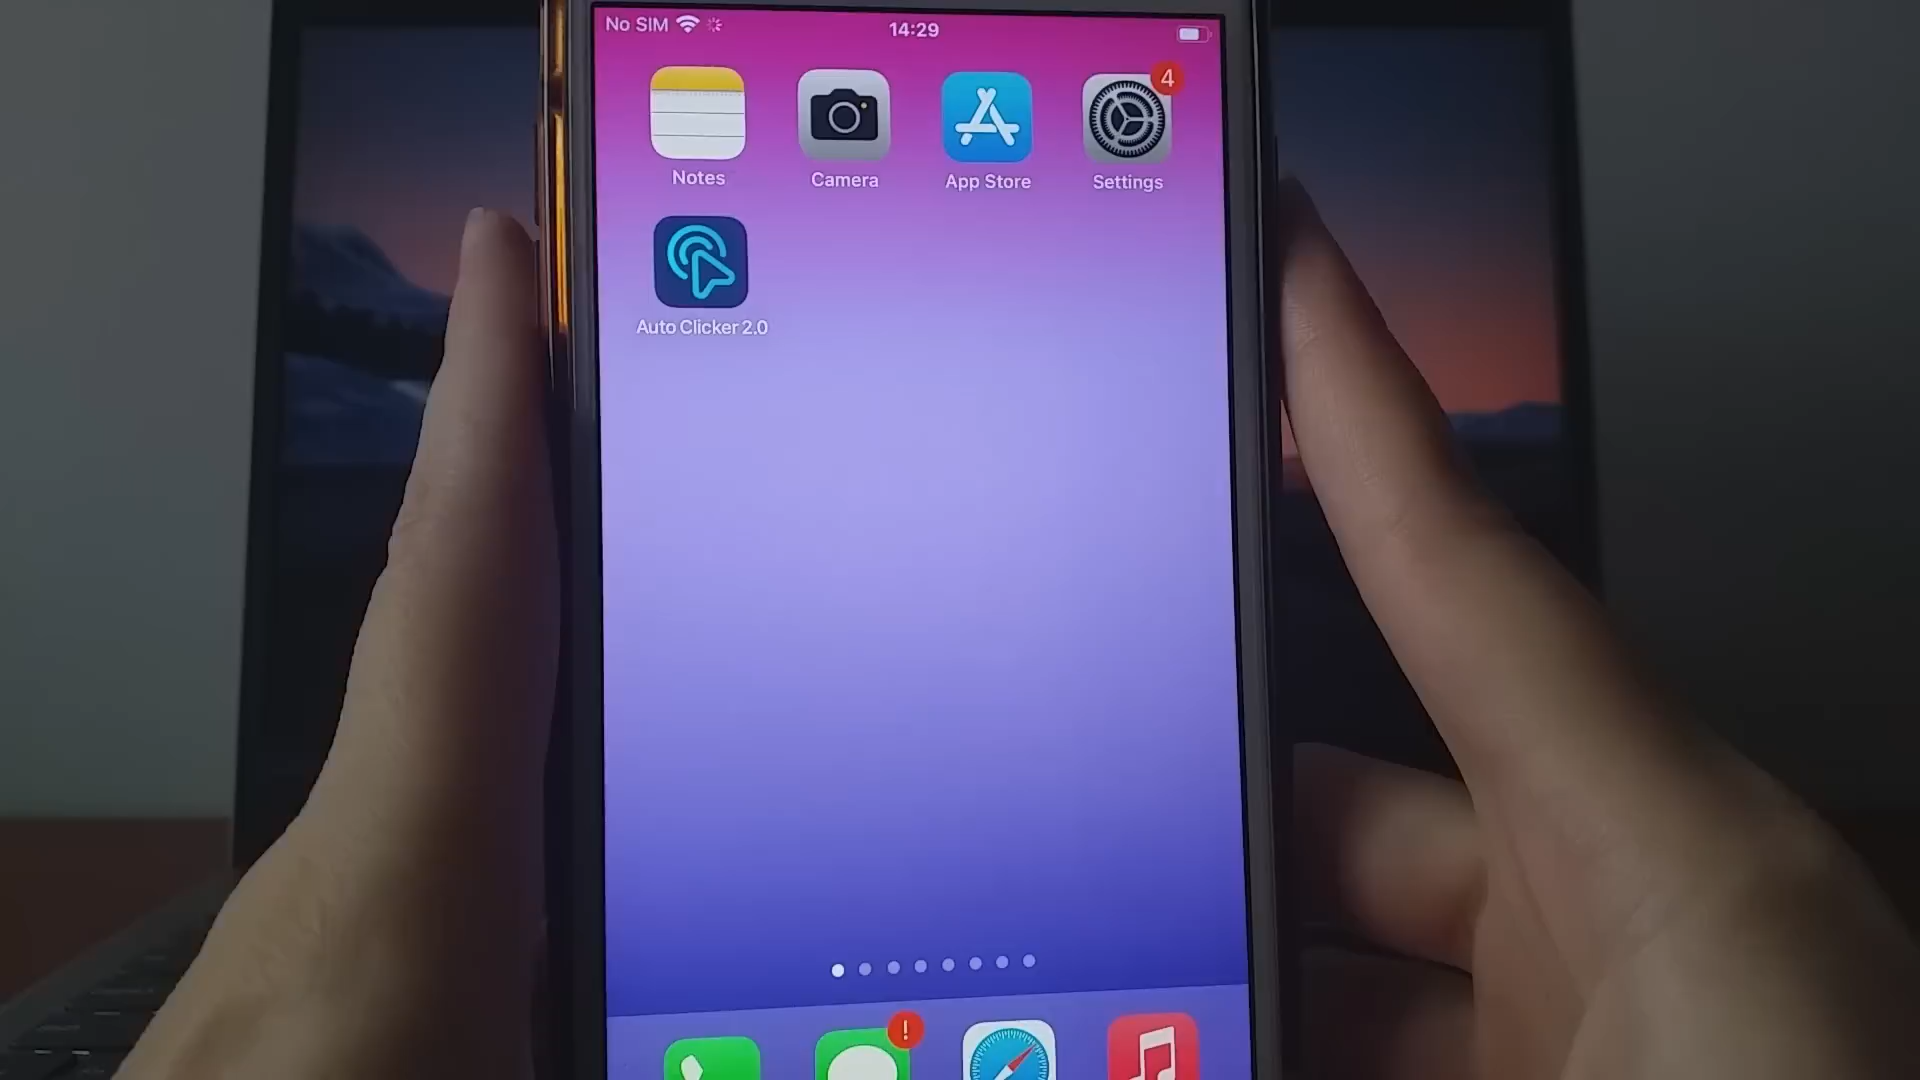 No SIM 14:29
4
Notes Camera App Store Settings
Auto Clicker 2.0
!